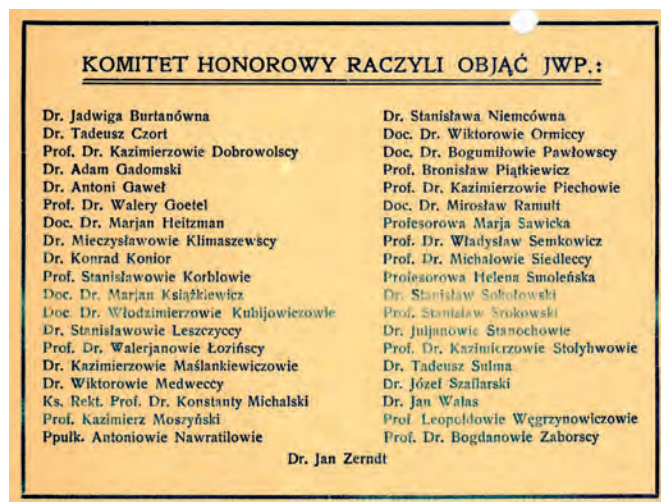 KOMITET HONOROWY RACZYLI OBJĄĆ JWP.:
Dr. Jadwiga Burtanówna
Dr. Tadeusz Czort
Prof. Dr. Kazimierzowie Dobrowolscy
Dr. Adam Gadomski
Dr. Antoni Gaweł
Prof. Dr. Walery Goetel
Doc. Dr. Marjan Heitzman
Dr. Mieczysławowie Klimaszewscy
Dr. Konrad Konior
Prof. Stanisławowie Korblowie
Doc. Dr. Marjan Książkiewicz
Doc. Dr. Włodzimierzowie Kubijowiczowie
Dr. Stanisławowie Leszczyccy
Prof. Dr. Walerjanowie Łozińscy
Dr. Kazimierzowie Maślankiewiczowie
Dr. Wiktorowie Medweccy
Ks. Rekt. Prof. Dr. Konstanty Michalski
Prof. Kazimierz Moszyński
Ppułk. Antoniowie Nawratilowie
Dr. Stanisława Niemcówna
Doc. Dr. Wiktorowie Ormiccy
Doc. Dr. Bogumiłowie Pawłowscy
Prof. Bronisław Piątkiewicz
Prof. Dr. Kazimierzowie Piechowie
Doc. Dr. Mirosław Ramułt
Profesorowa Marja Sawicka
Prof. Dr. Władysław Semkowicz
Prof. Dr. Michałowie Siedleccy
Profesorowa Helena Smoleńska
Dr. Stanisław Sokołowski
Prof. Stanisław Srokowski
Dr. Juljanowie Stanochowie
Prof. Dr. Kazimierzowie Stołyhwowie
Dr. Tadeusz Sulma
Dr. Józef Szaflarski
Dr. Jan Walas
Prof. Leopoldowie Węgrzynowiczowie
Prof. Dr. Bogdanowie Zaborscy
Dr. Jan Zerndt